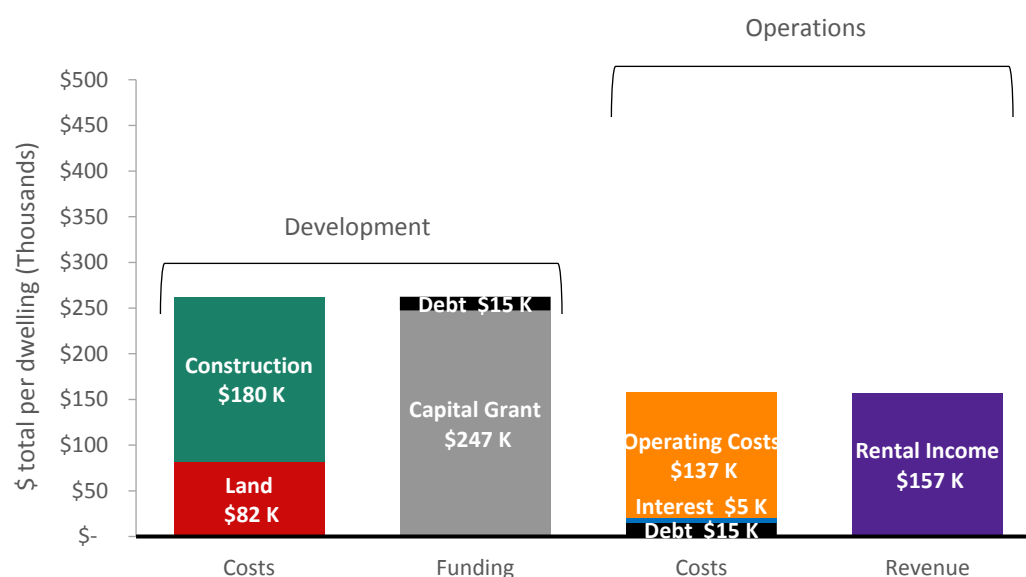 Operations
$500
$450
$400
$350
$300
$250
$200
$150
$100
$50
$-
$ total per dwelling (Thousands)
Development
Construction
$180 K
Land
$82 K
Debt  $15 K
Capital Grant
$247 K
Operating Costs
$137 K
Interest  $5 K
Debt  $15 K
Rental Income
$157 K
Costs
Funding
Costs
Revenue